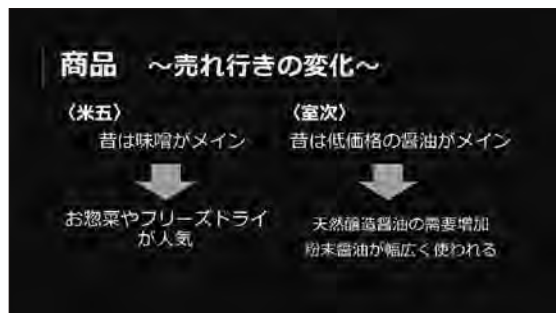 商品　～売れ行きの変化～
〈米五〉
昔は味噌がメイン
お惣菜やフリーズドライ
が人気
〈室次〉
昔は低価格の醤油がメイン
天然醸造醤油の需要増加
粉末醤油が幅広く使われる